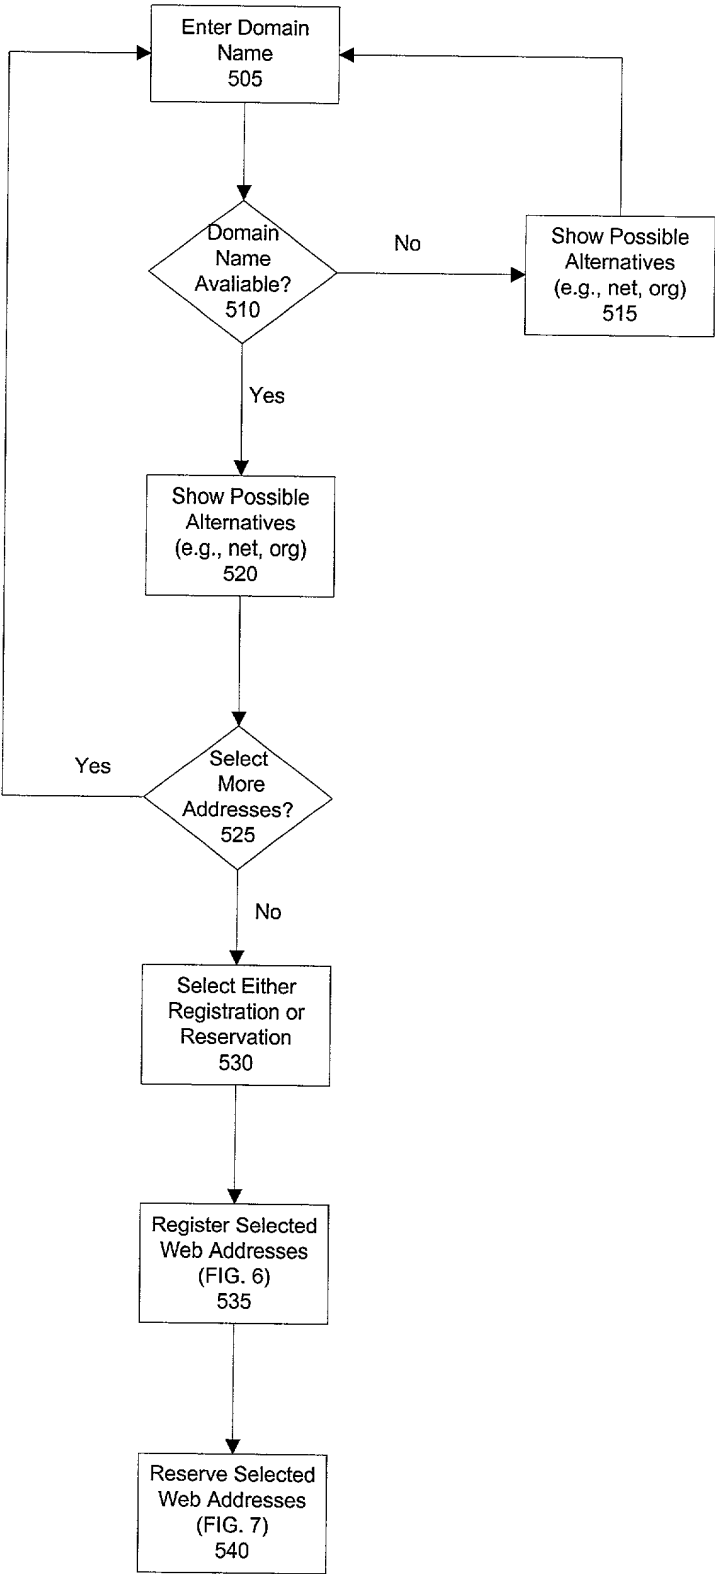 Enter Domain
Name
505
Domain
Name
Avaliable?
510
No
Show Possible
Alternatives
(e.g., net, org)
515
Yes
Show Possible
Alternatives
(e.g., net, org)
520
Yes
Select
More
Addresses?
525
No
Select Either
Registration or
Reservation
530
Register Selected
Web Addresses
(FIG. 6)
535
Reserve Selected
Web Addresses
(FIG. 7)
540